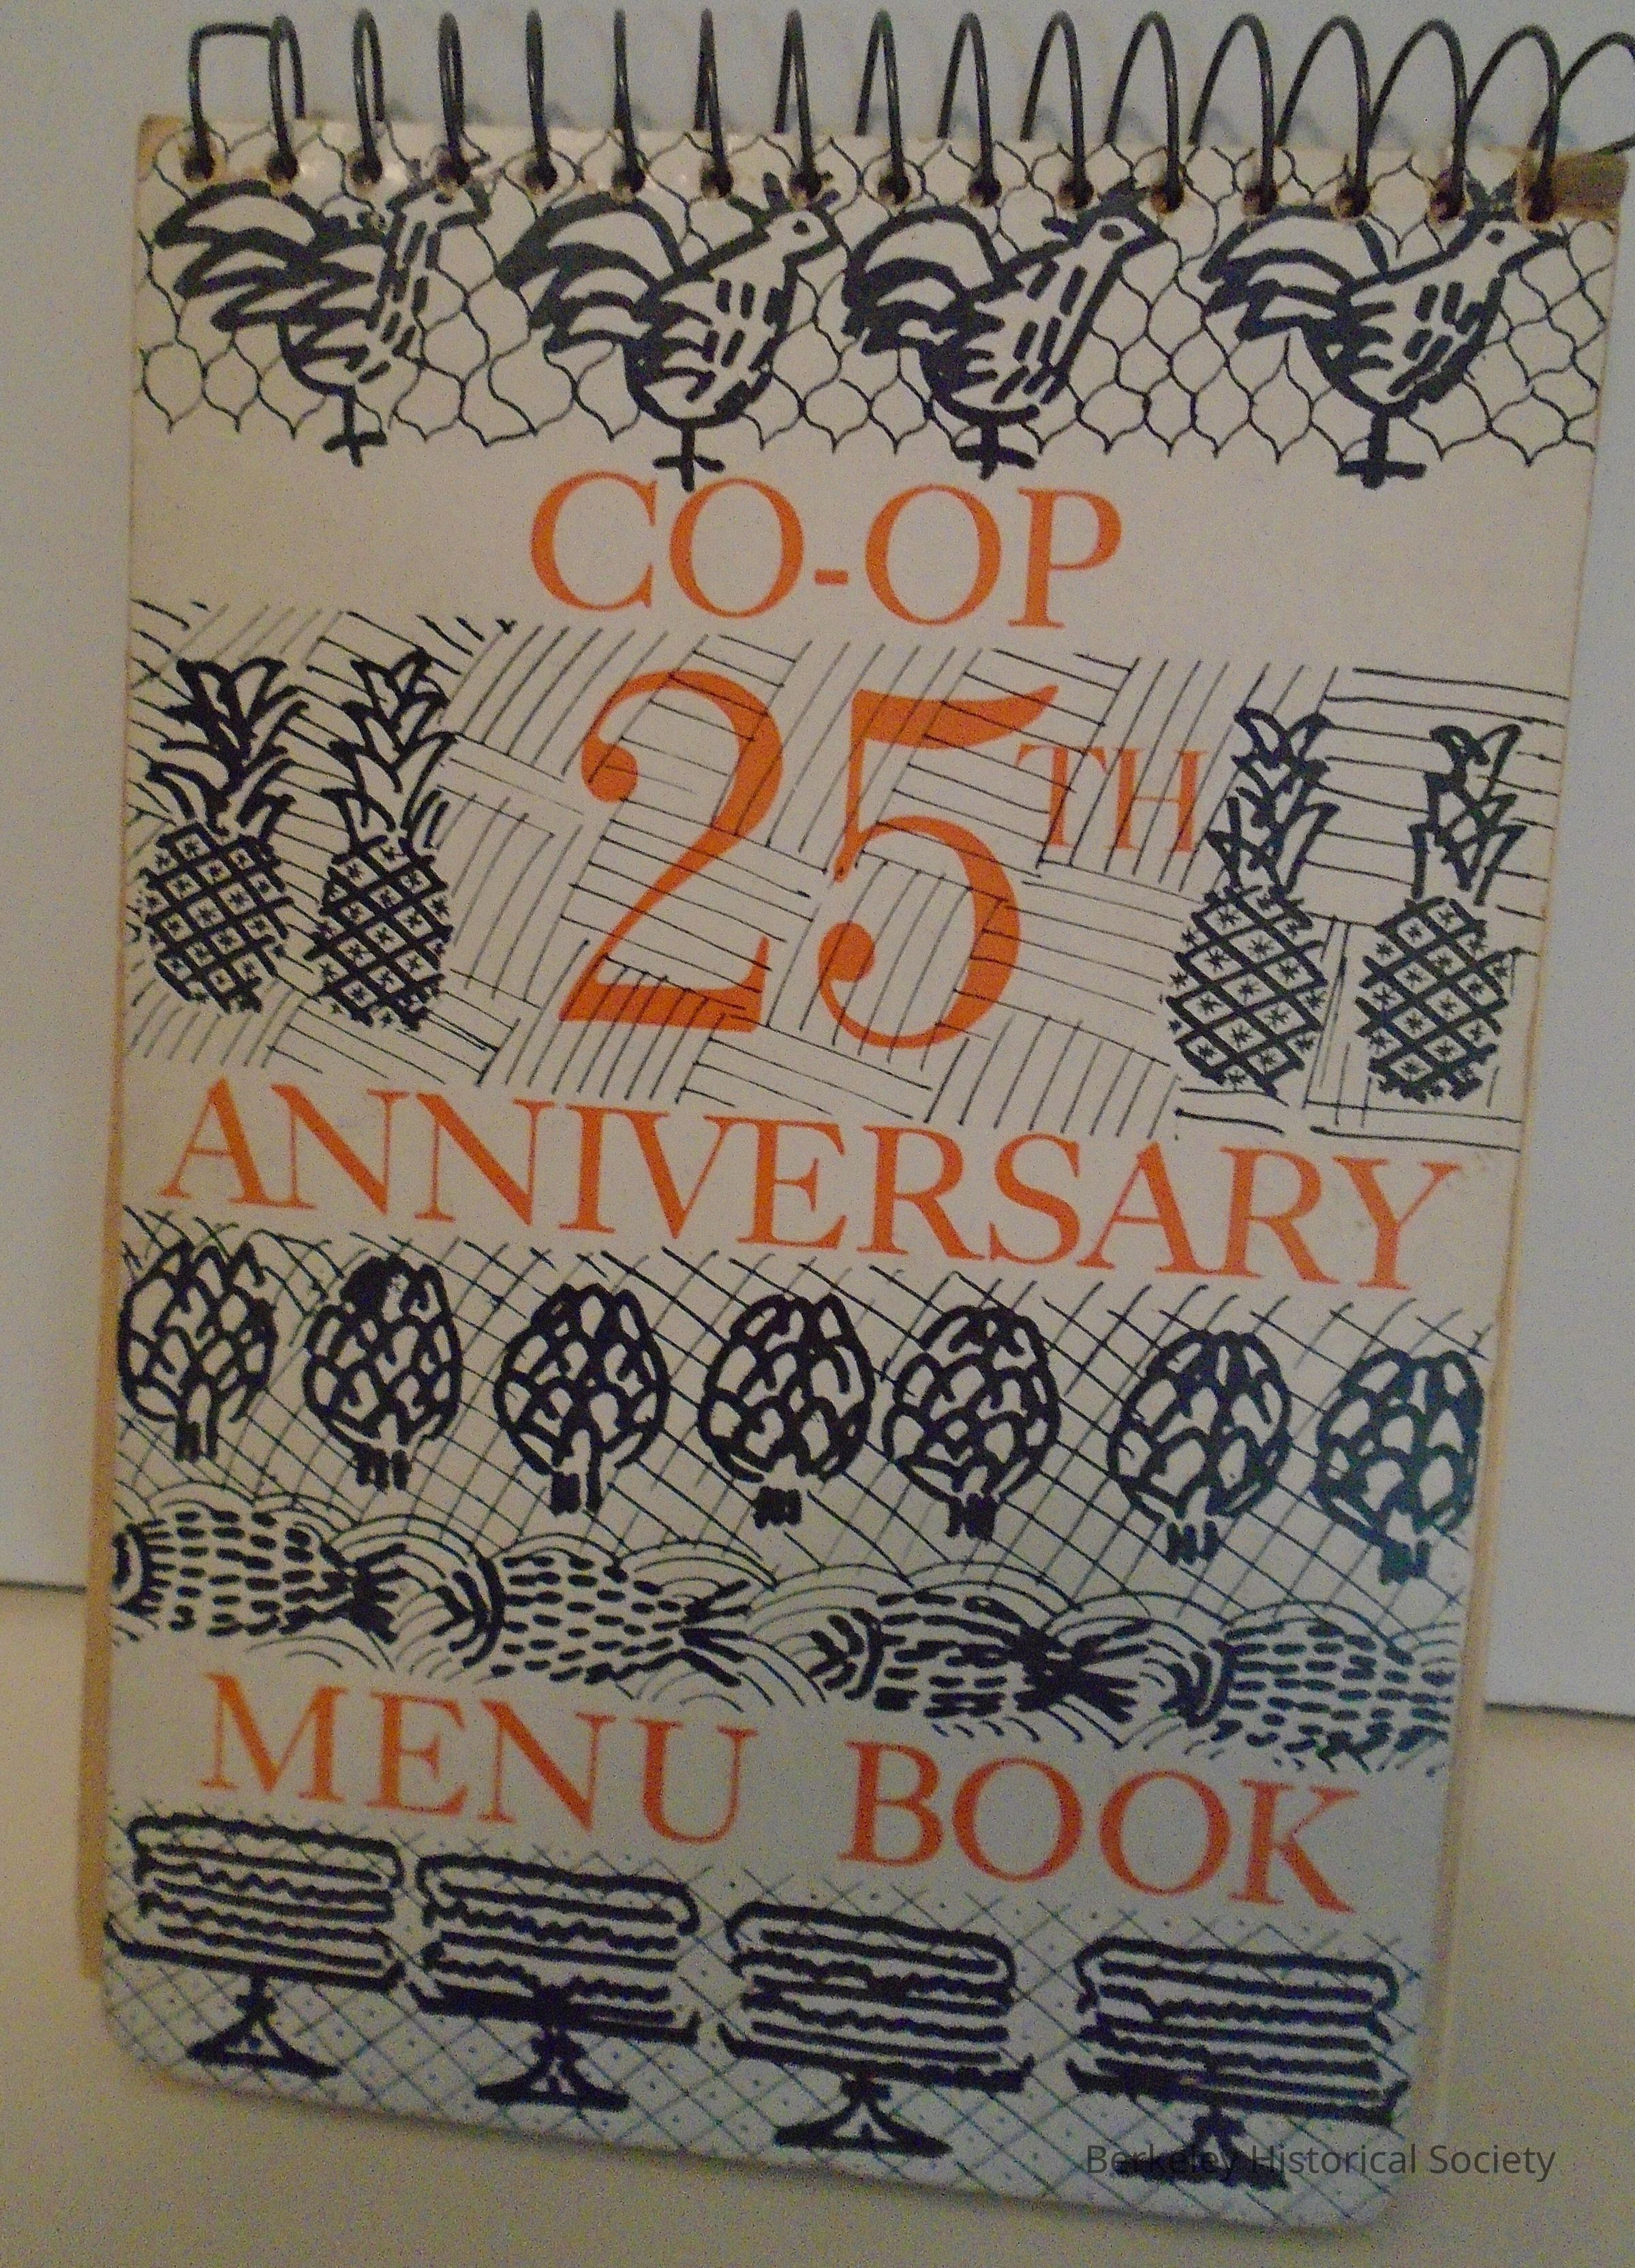 CO-OP
25TH
ANNIVERSARY
MENU BOOK
Berkeley Historical Society